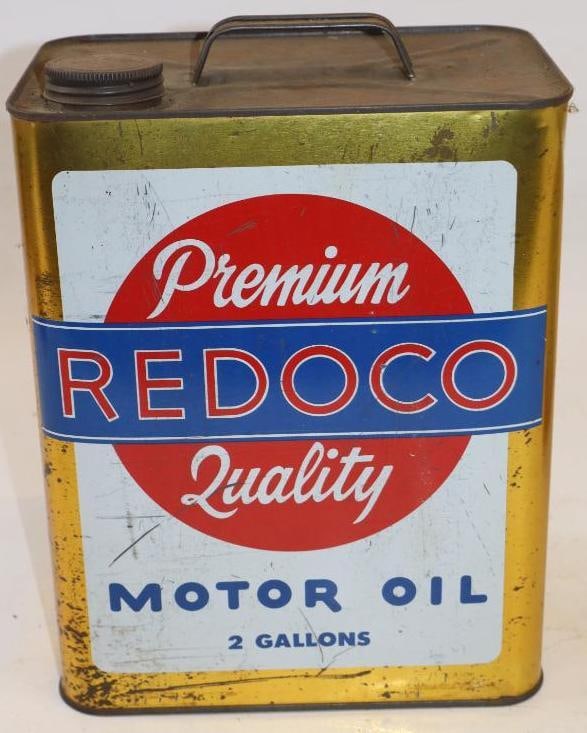 Premium
REDOCO
Quality
MOTOR OIL
2 GALLONS